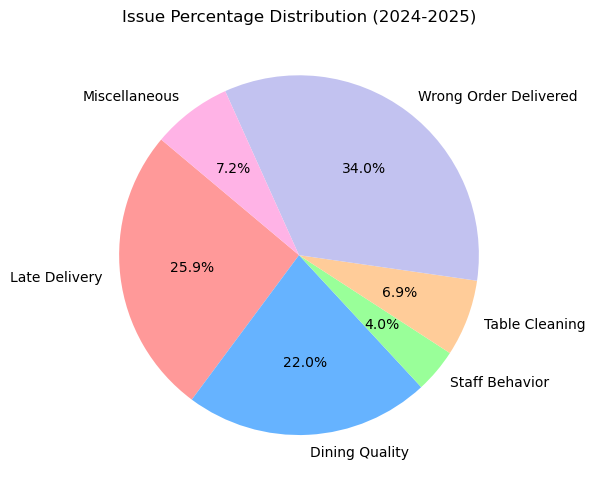 Issue Percentage Distribution (2024-2025)
Miscellaneous
Wrong Order Delivered
7.2%
34.0%
Late Delivery
25.9%
6.9%
4.0%
Table Cleaning
22.0%
Staff Behavior
Dining Quality